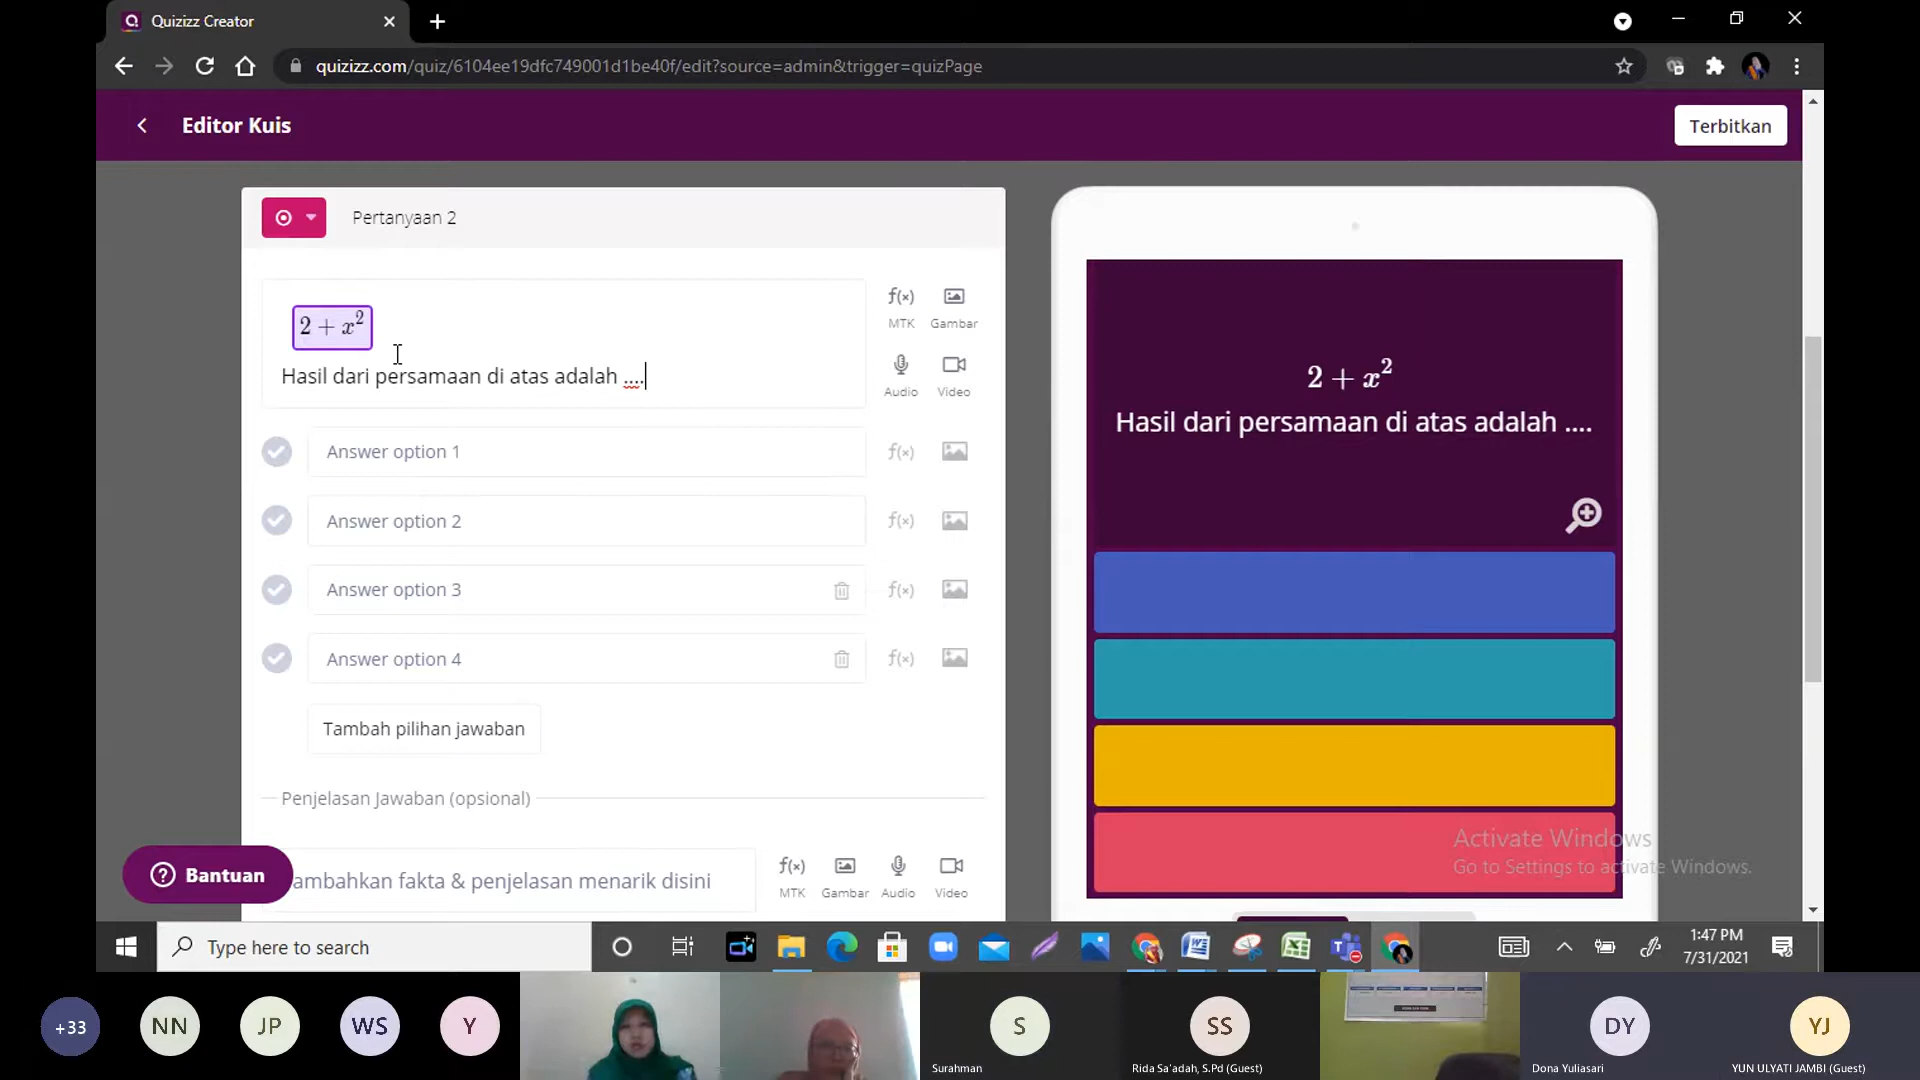 Quizizz Creator
quizizz.com/quiz/6104ee19dfc749001d1be40f/edit?source=admin&trigger=quizPage
Editor Kuis
Terbitkan
Pertanyaan 2
2 + x²
Hasil dari persamaan di atas adalah ....
f(x)
MTK
Gambar
Audio
Video
Answer option 1
f(x)
Answer option 2
f(x)
Answer option 3
f(x)
Answer option 4
f(x)
Tambah pilihan jawaban
Penjelasan Jawaban (opsional)
ambahkan fakta & penjelasan menarik disini
f(x)
MTK
Gambar
Audio
Video
? Bantuan
2 + x²
Hasil dari persamaan di atas adalah ....
Activate Windows
Go to Settings to activate Windows.
Type here to search
1:47 PM
7/31/2021
+33
NN
JP
WS
Y
S
Surahman
SS
Rida Sa'adah, S.Pd (Guest)
DY
Dona Yuliasari
YJ
YUN ULYATI JAMBI (Guest)